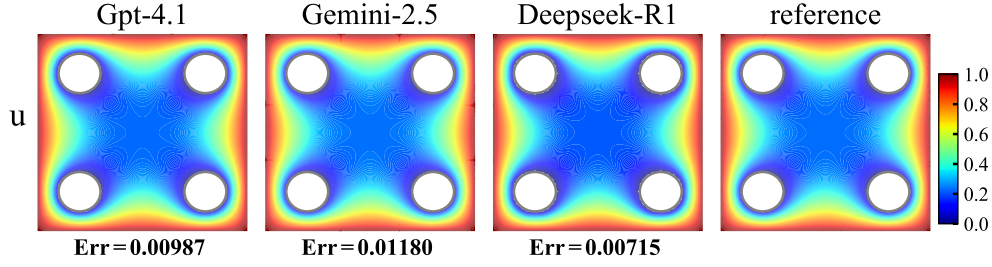 Gpt-4.1 Gemini-2.5 Deepseek-R1 reference
u
1.0
0.8
0.6
0.4
0.2
0.0
Err=0.00987 Err=0.01180 Err=0.00715